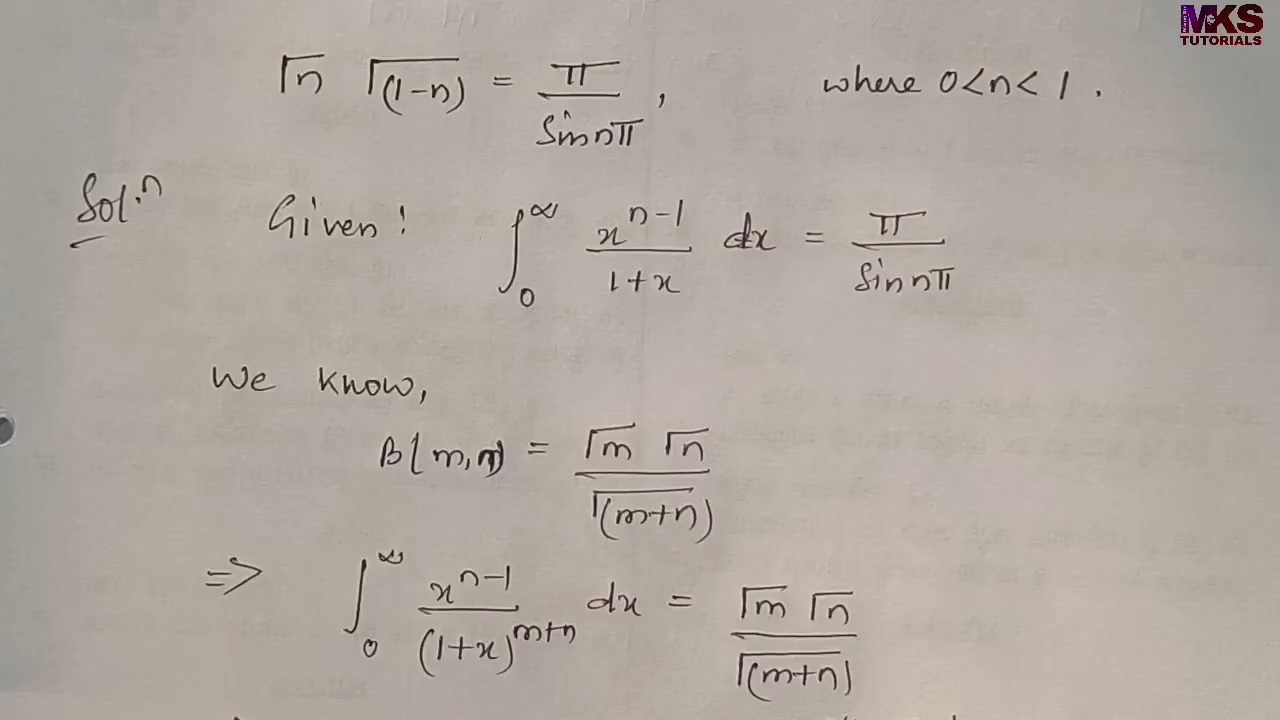 MKS
TUTORIALS
Γn Γ(1-n) = π/sin nπ , where 0<n<1.
Sol.n Given: ∫₀^∞ x^(n-1)/(1+x) dx = π/sin nπ
We know,
B(m,n) = Γm Γn / Γ(m+n)
=> ∫₀^∞ x^(n-1)/(1+x)^(m+n) dx = Γm Γn / Γ(m+n)